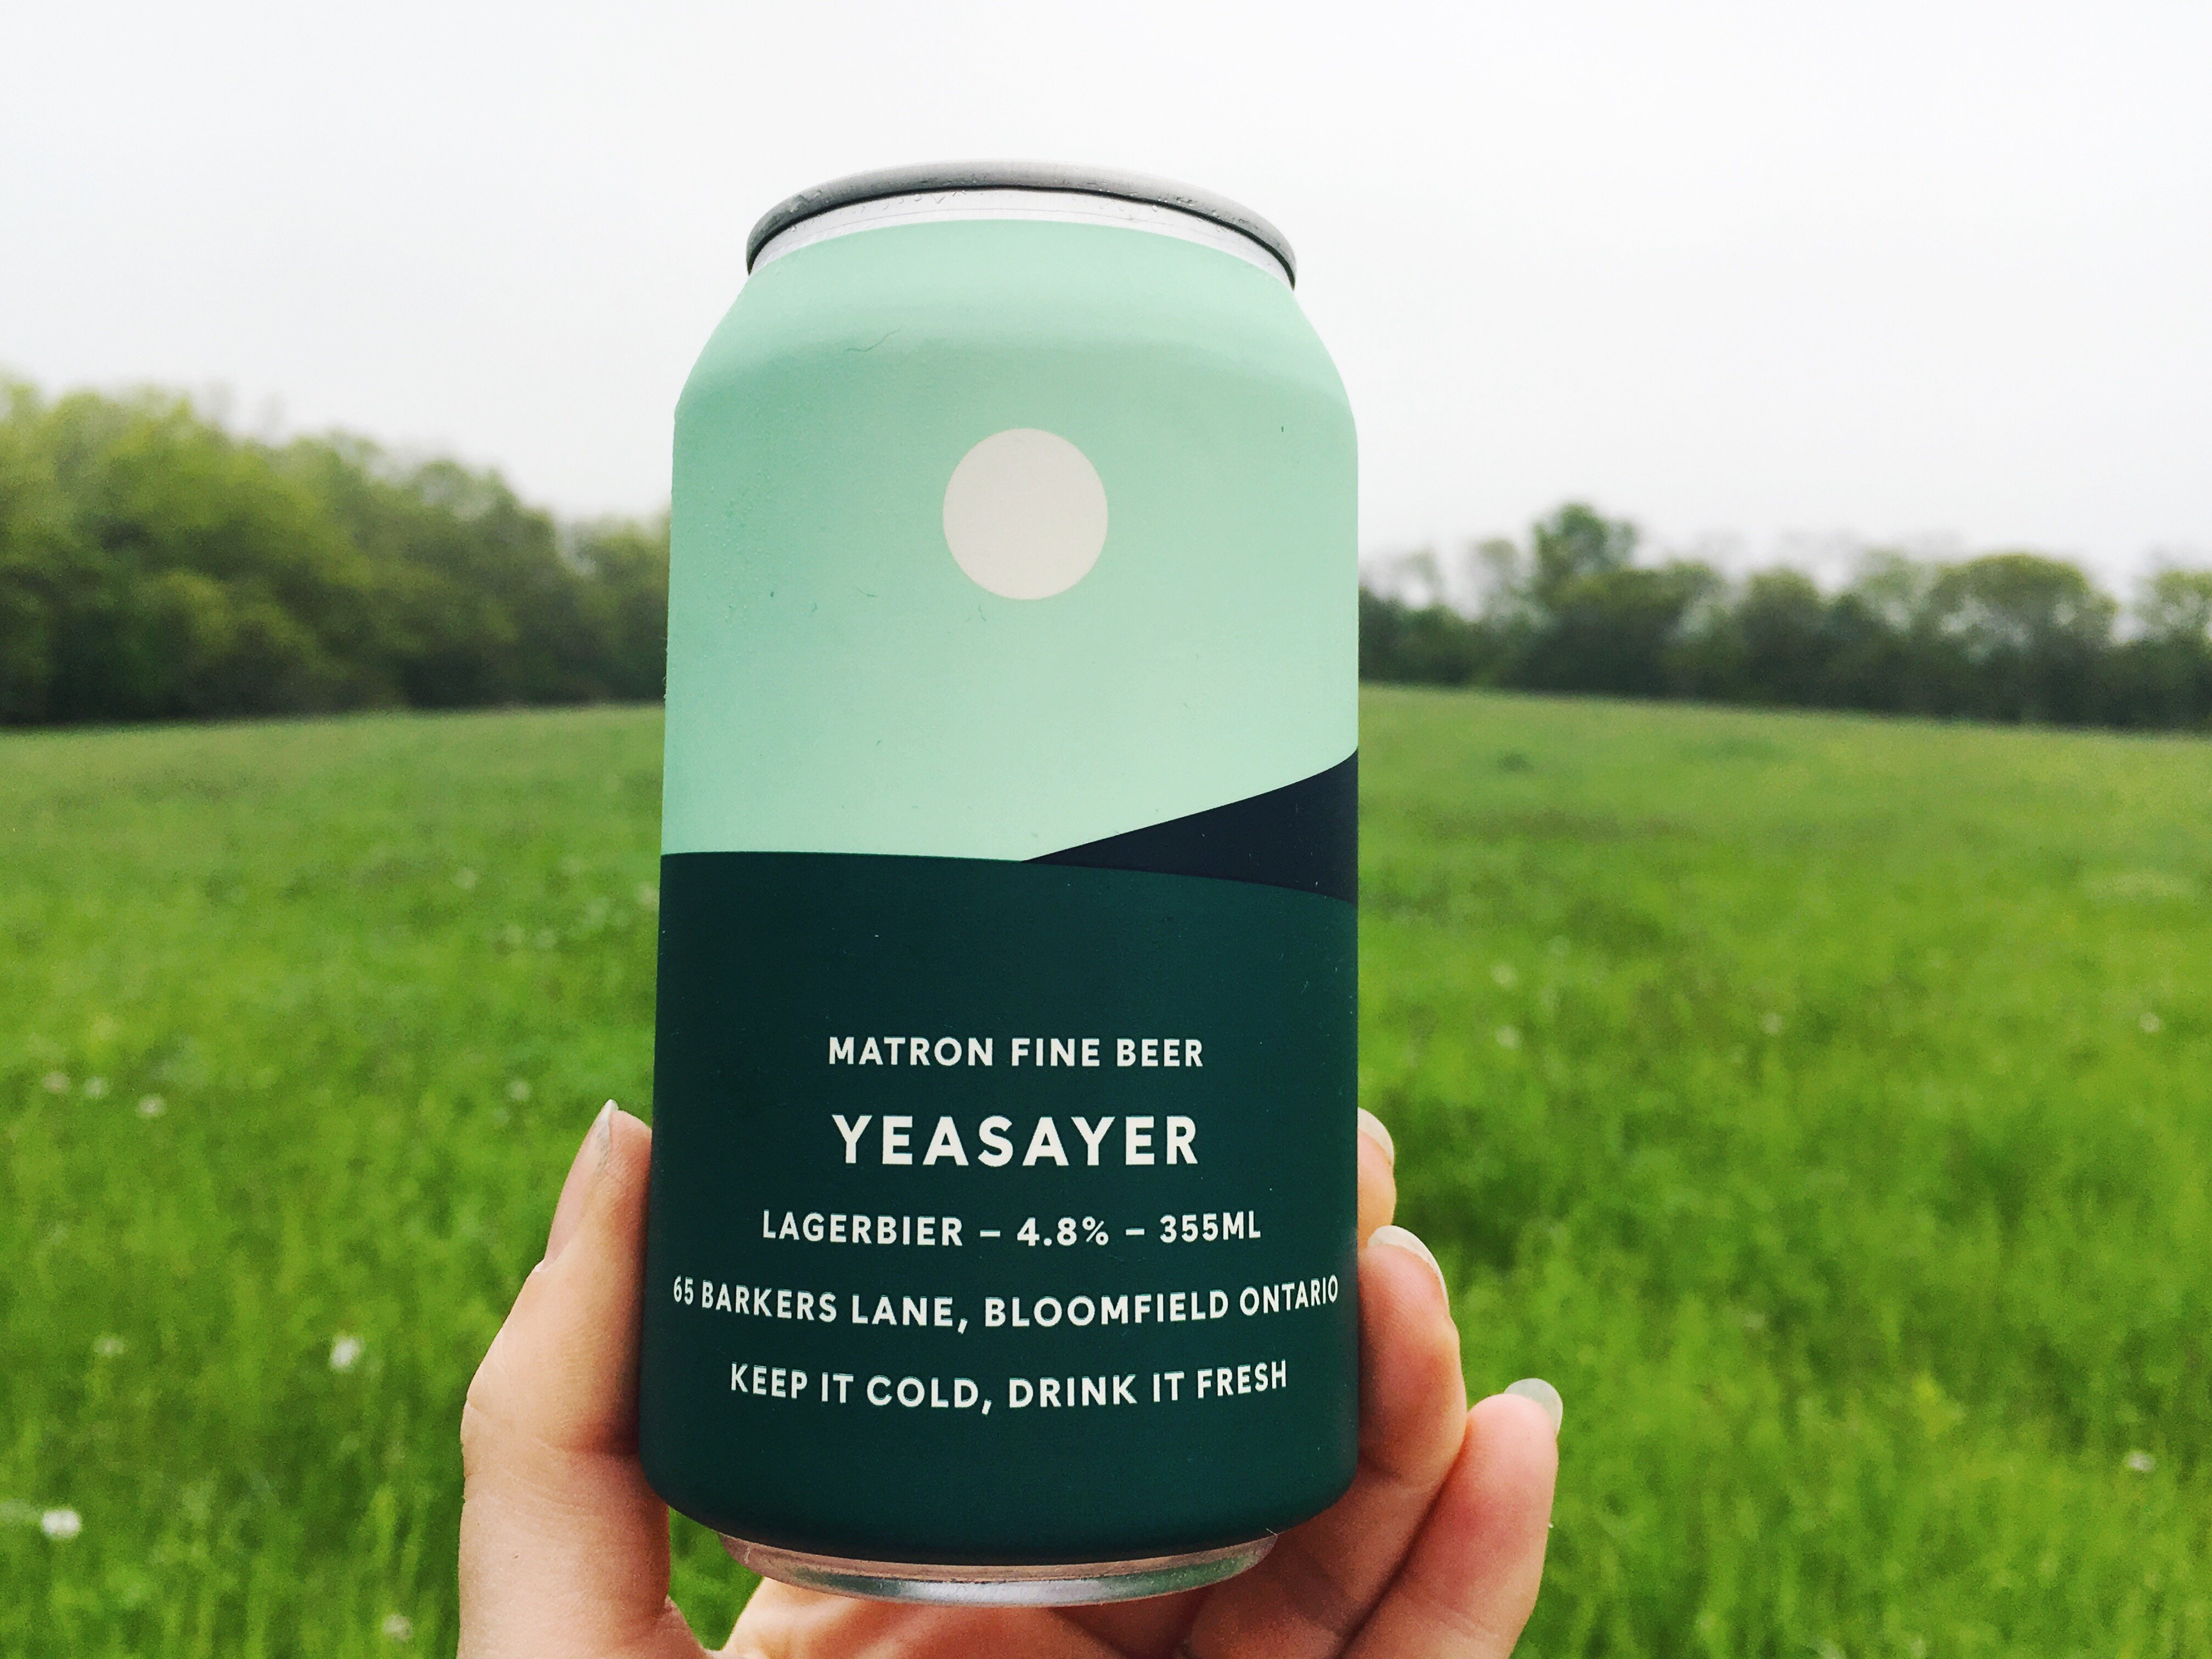 MATRON FINE BEER
YEASAYER
LAGERBIER – 4.8% – 355ML
65 BARKERS LANE, BLOOMFIELD ONTARIO
KEEP IT COLD, DRINK IT FRESH